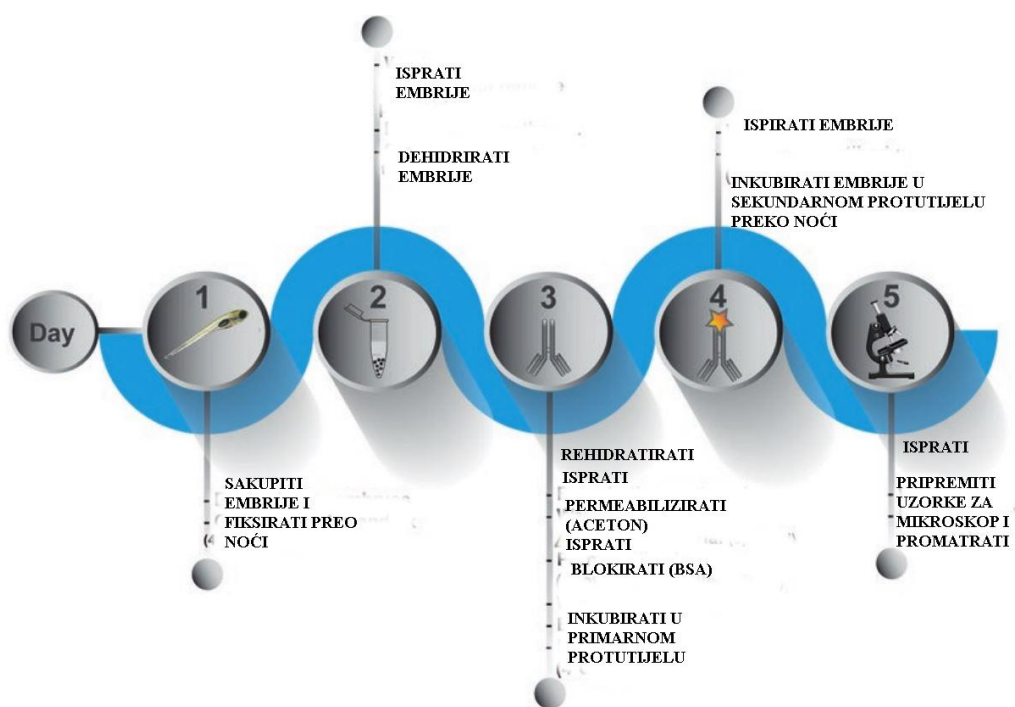 Day
1
SAKUPITI
EMBRIJE I
FIKSIRATI PREO
NOĆI
2
ISPRATI
EMBRIJE
DEHIDRIRATI
EMBRIJE
3
REHIDRATIRATI
ISPRATI
PERMEABILIZIRATI
(ACETON)
ISPRATI
BLOKIRATI (BSA)
INKUBIRATI U
PRIMARNOM
PROTUTIJELU
4
ISPIRATI EMBRIJE
INKUBIRATI EMBRIJE U
SEKUNDARNOM PROTUTIJELU
PREKO NOĆI
5
ISPRATI
PRIPREMITI
UZORKE ZA
MIKROSKOP I
PROMATRATI